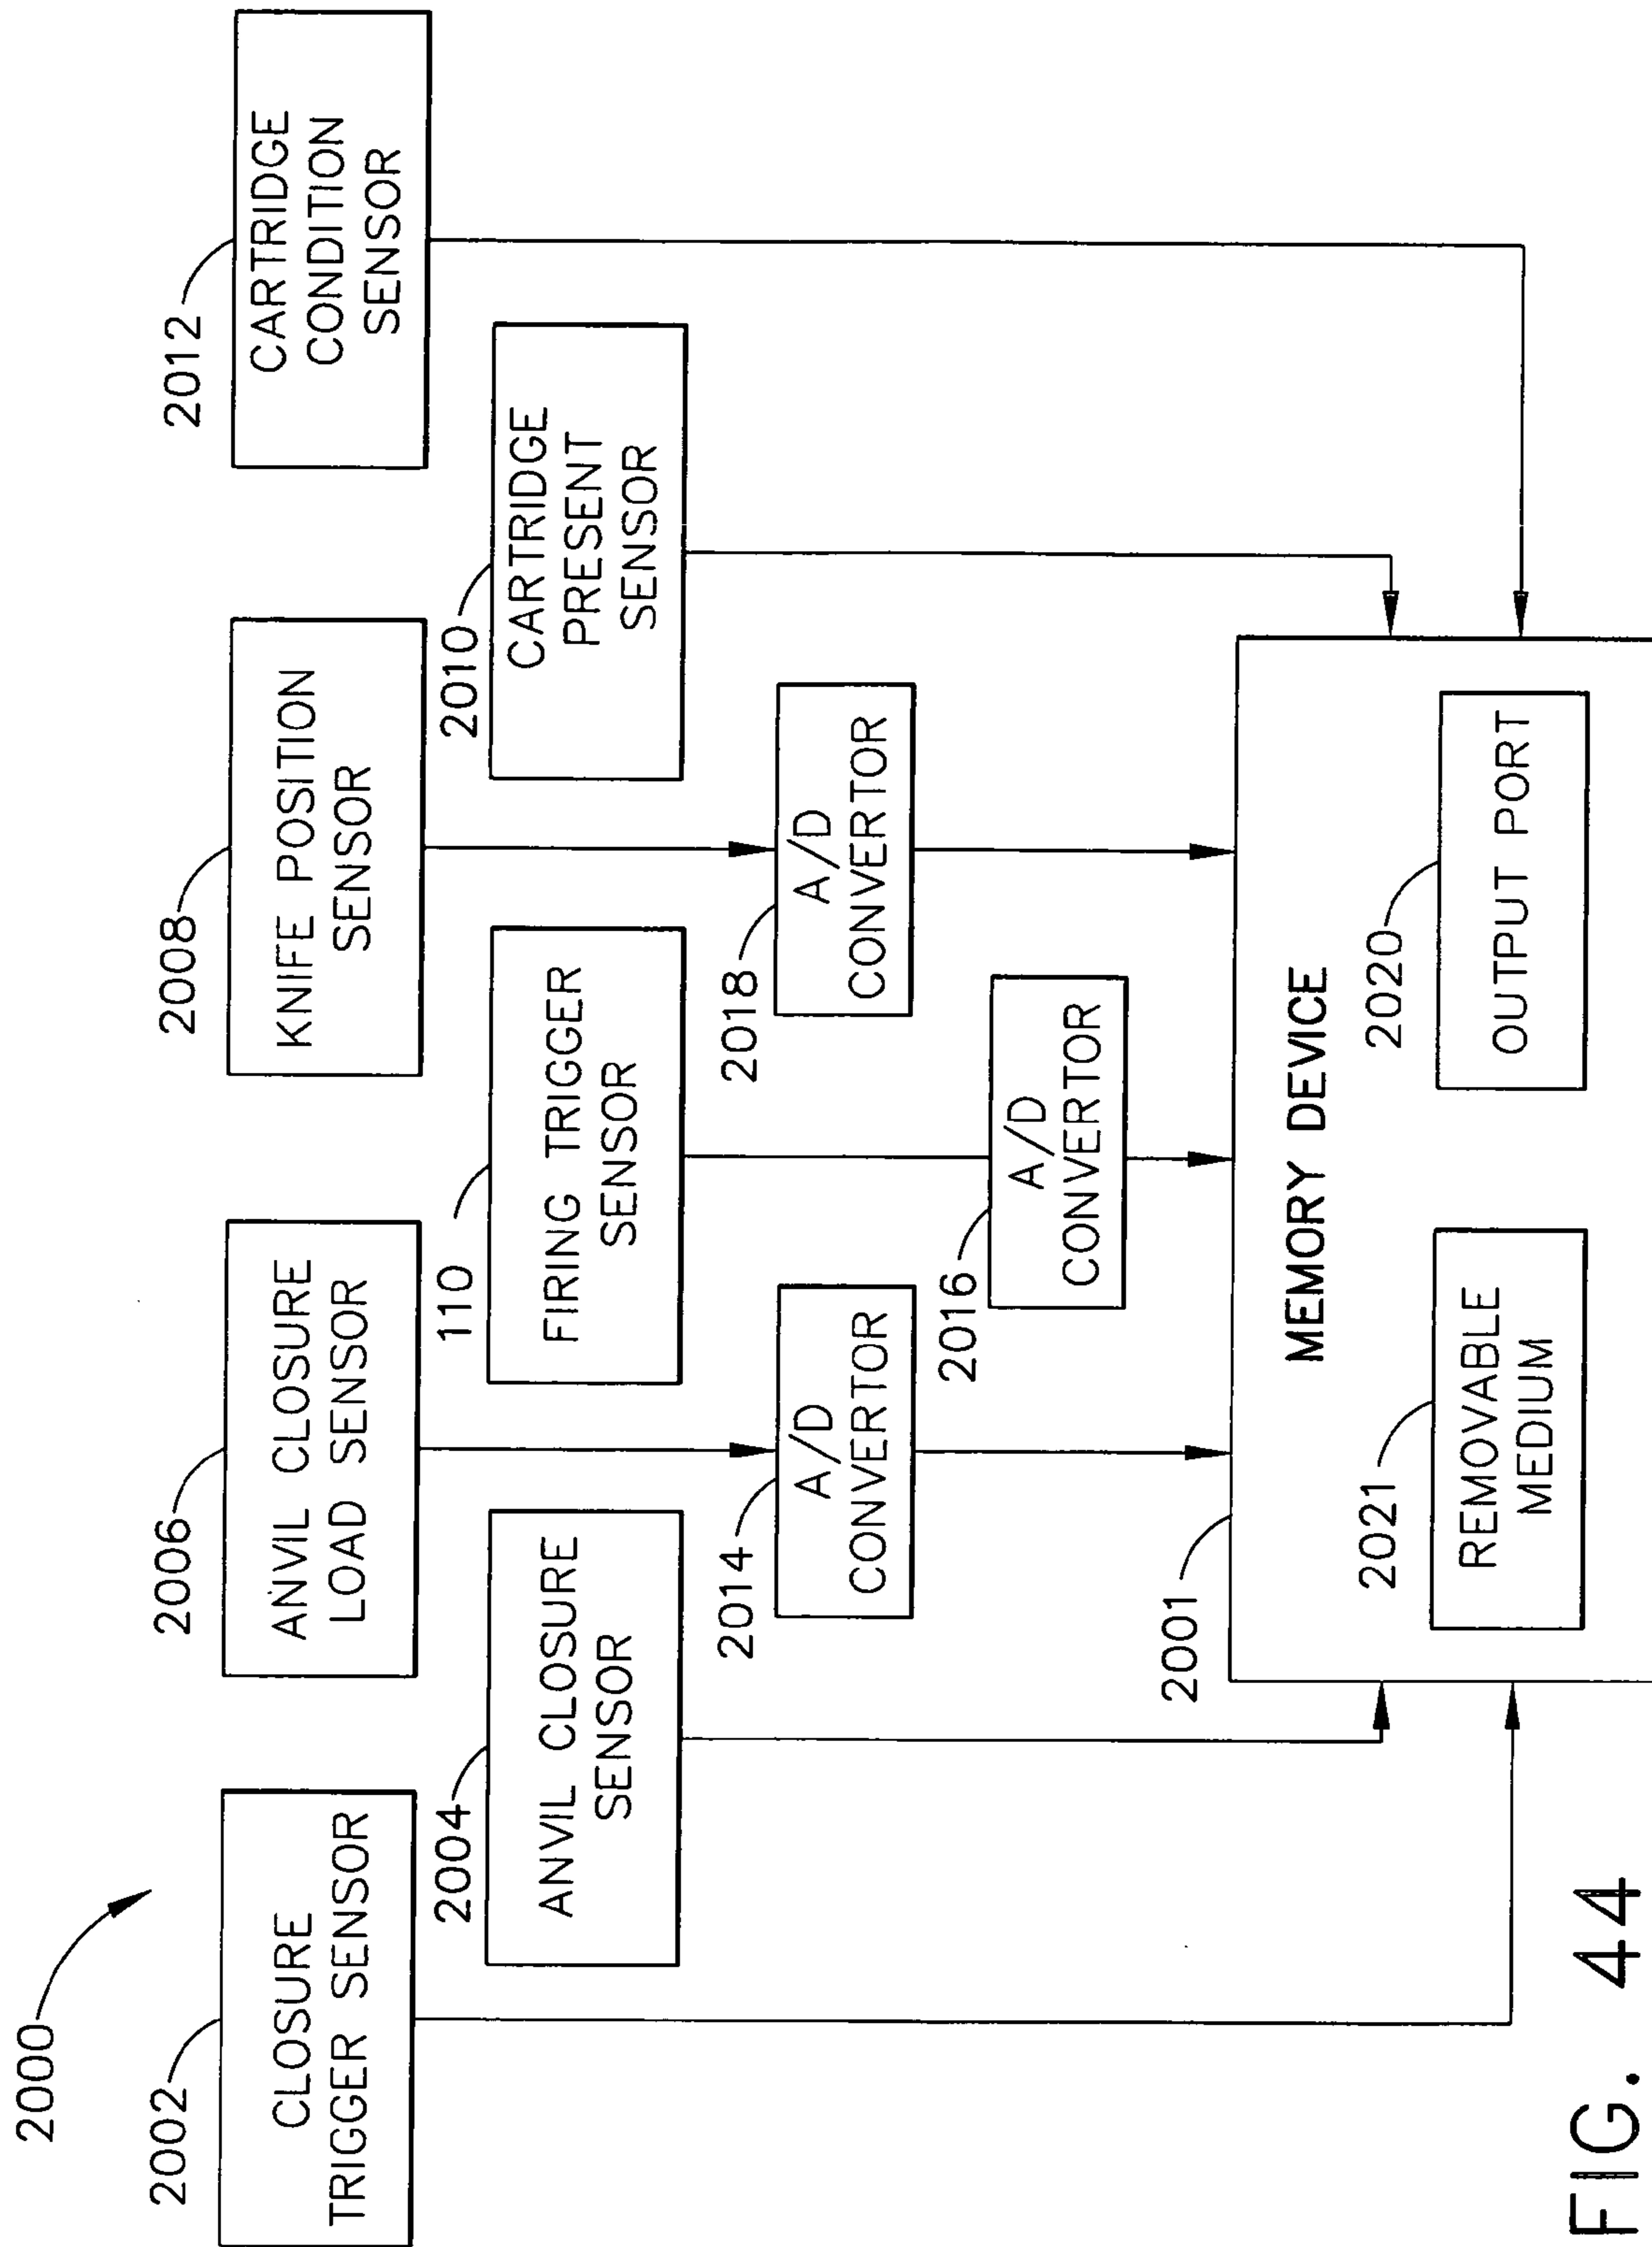 2000
2002
CLOSURE
TRIGGER SENSOR
2004
ANVIL CLOSURE
SENSOR
2006
ANVIL CLOSURE
LOAD SENSOR
110
FIRING TRIGGER
SENSOR
2008
KNIFE POSITION
SENSOR
2010
CARTRIDGE
PRESENT
SENSOR
2012
CARTRIDGE
CONDITION
SENSOR
2014
A/D
CONVERTOR
2016
A/D
CONVERTOR
2018
A/D
CONVERTOR
2001
MEMORY DEVICE
2021
REMOVABLE
MEDIUM
2020
OUTPUT PORT
FIG. 44